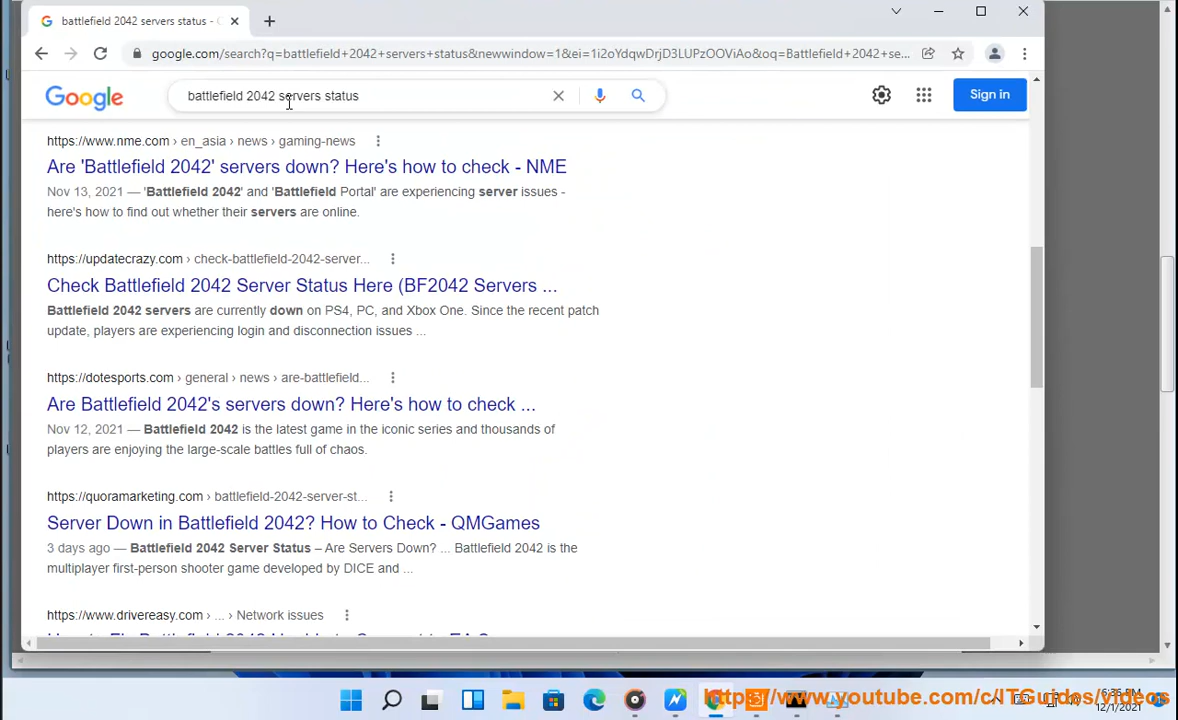 battlefield 2042 servers status - G
google.com/search?q=battlefield+2042+servers+status&newwindow=1&ei=1i2oYdqwDrjD3LUPzOOViAo&oq=Battlefield+2042+se...
Google
battlefield 2042 servers status
Sign in
https://www.nme.com › en_asia › news › gaming-news
Are 'Battlefield 2042' servers down? Here's how to check - NME
Nov 13, 2021 — 'Battlefield 2042' and 'Battlefield Portal' are experiencing server issues -
here's how to find out whether their servers are online.
https://updatecrazy.com › check-battlefield-2042-server...
Check Battlefield 2042 Server Status Here (BF2042 Servers ...
Battlefield 2042 servers are currently down on PS4, PC, and Xbox One. Since the recent patch
update, players are experiencing login and disconnection issues ...
https://dotesports.com › general › news › are-battlefield...
Are Battlefield 2042's servers down? Here's how to check ...
Nov 12, 2021 — Battlefield 2042 is the latest game in the iconic series and thousands of
players are enjoying the large-scale battles full of chaos.
https://quoramarketing.com › battlefield-2042-server-st...
Server Down in Battlefield 2042? How to Check - QMGames
3 days ago — Battlefield 2042 Server Status – Are Servers Down? ... Battlefield 2042 is the
multiplayer first-person shooter game developed by DICE and ...
https://www.drivereasy.com › ... › Network issues
https://www.youtube.com/c/ITGuides/videos
6:36 PM
12/1/2021